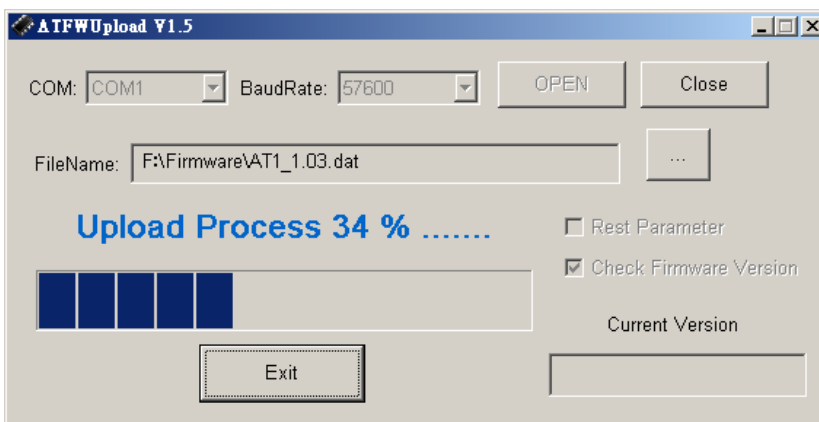 ATFWUpload V1.5
COM: COM1 BaudRate: 57600 OPEN Close
FileName: F:\Firmware\AT1_1.03.dat ...
Upload Process 34 % .......
Rest Parameter
Check Firmware Version
Current Version
Exit